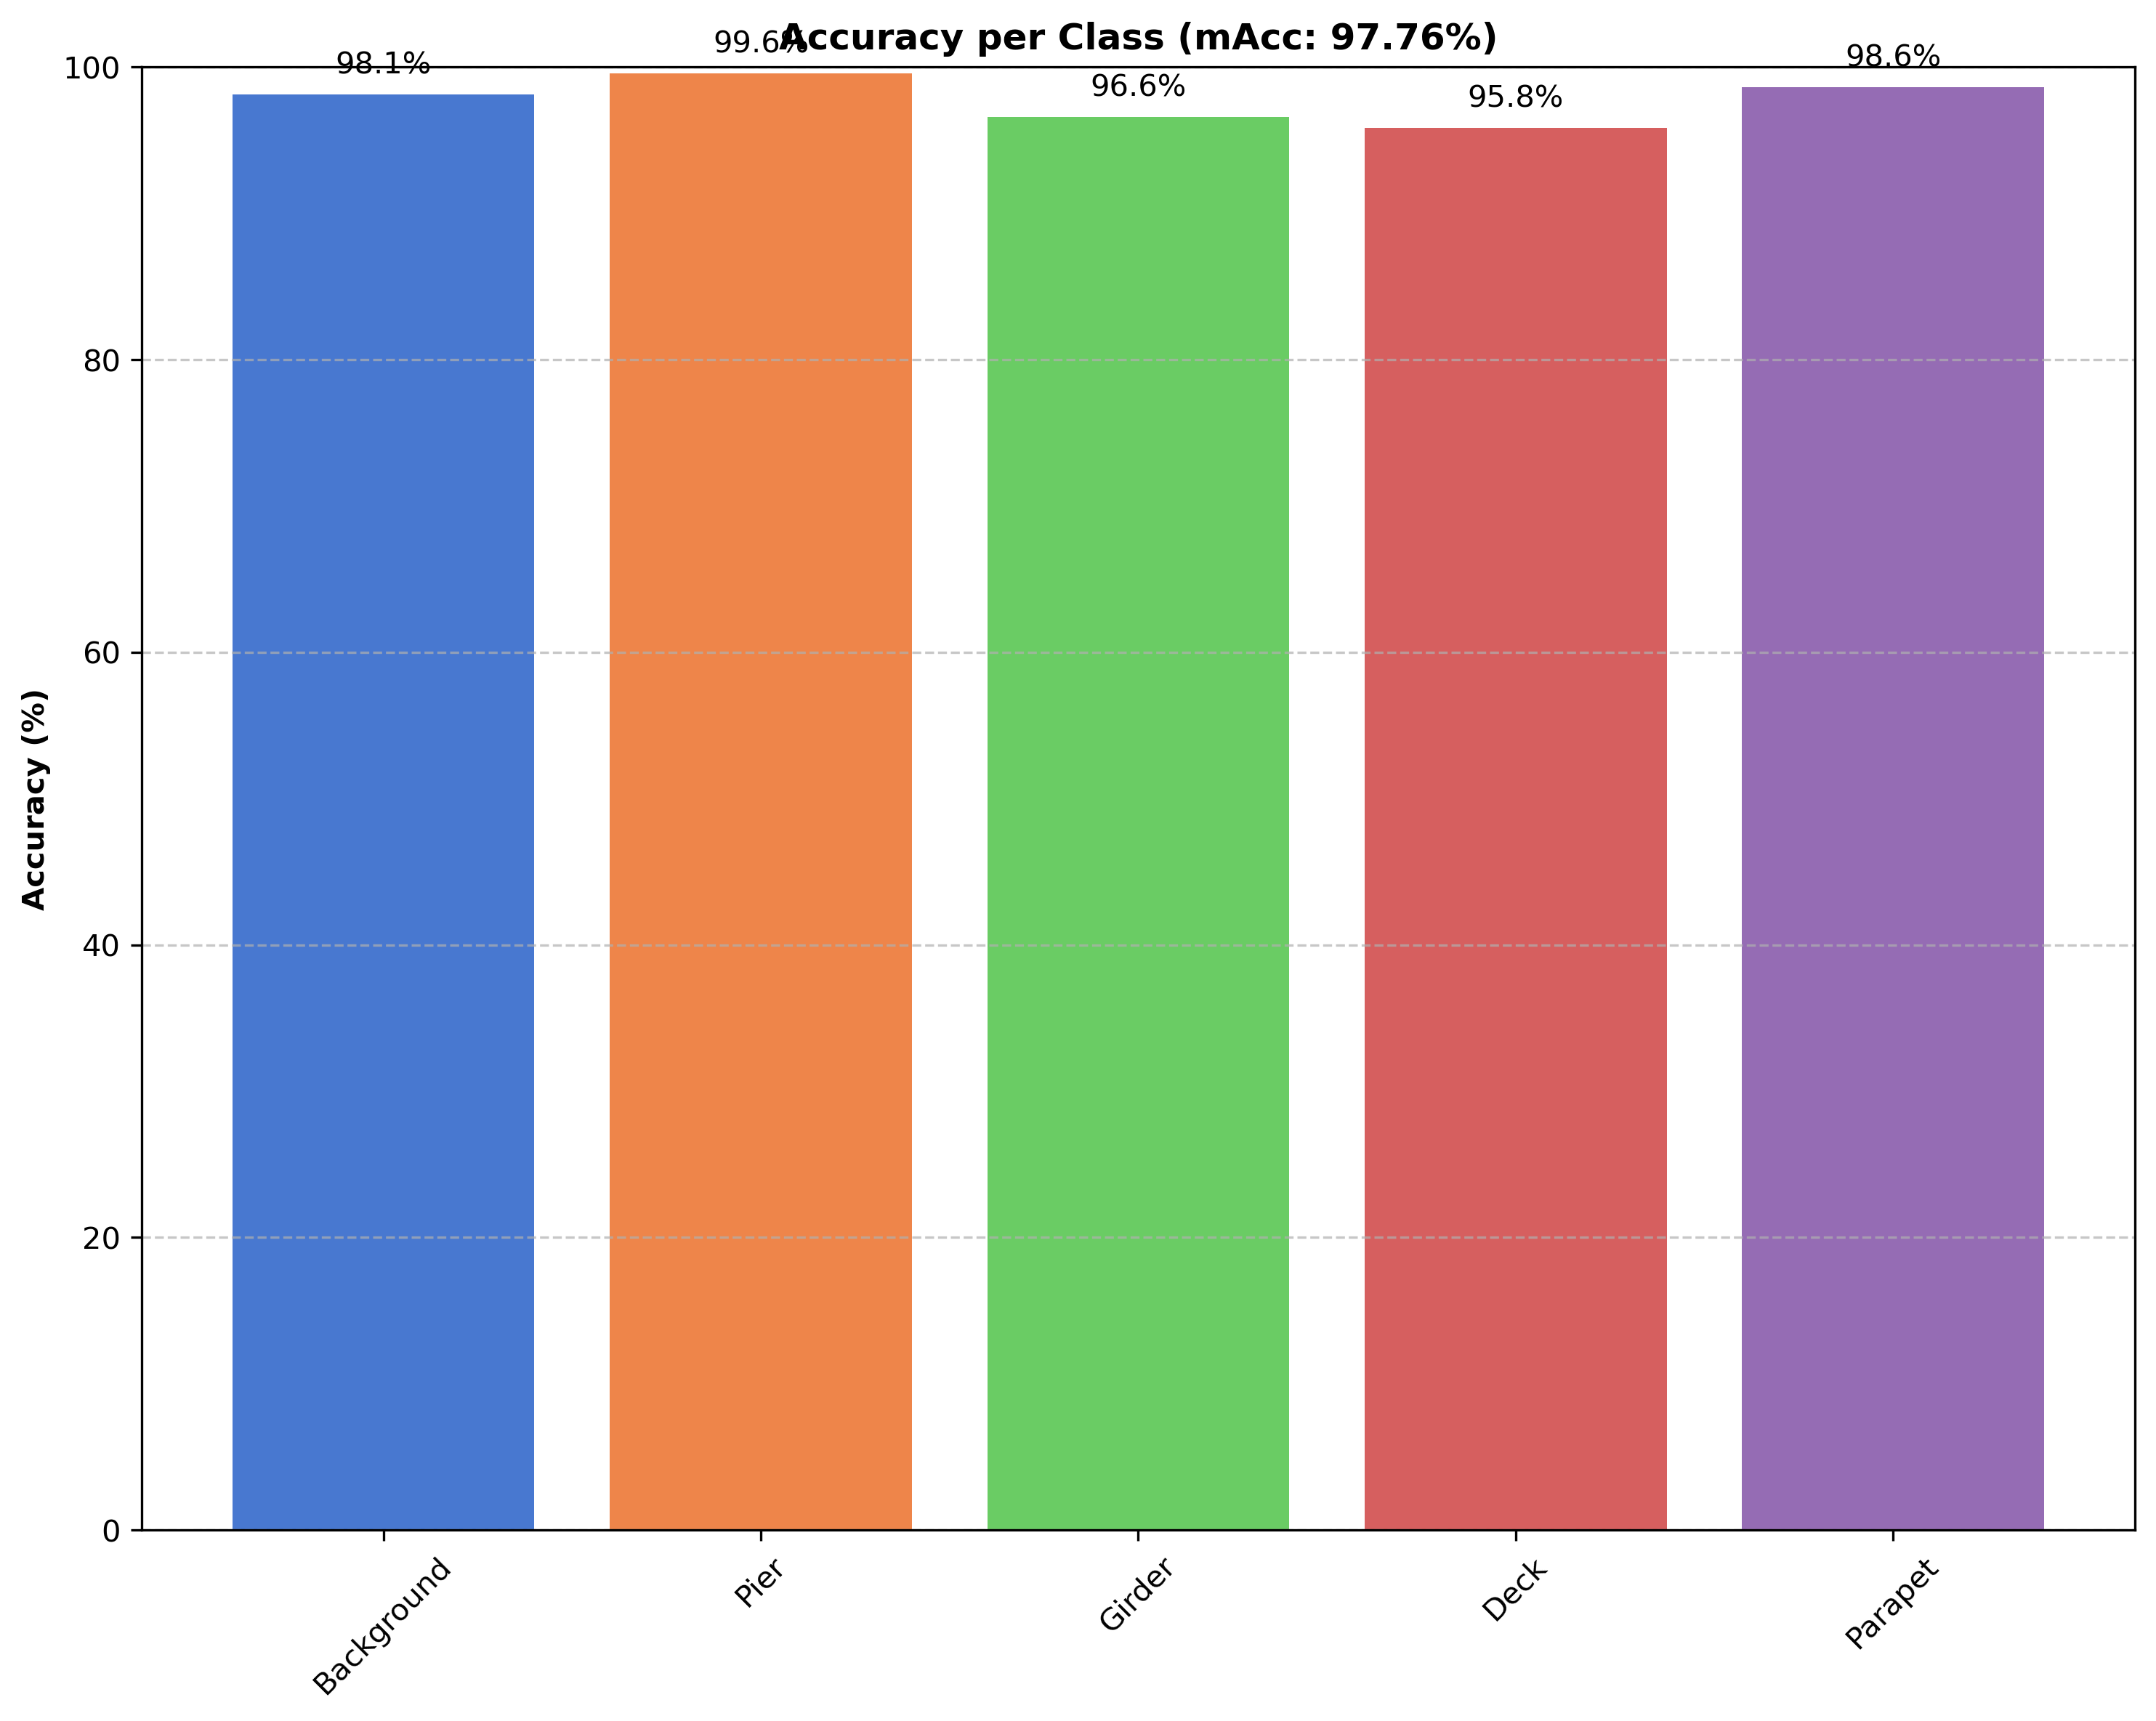 Accuracy per Class (mAcc: 97.76%)
98.1%
99.6%
96.6%
95.8%
98.6%
100
80
60
40
20
0
Accuracy (%)
Background
Pier
Girder
Deck
Parapet